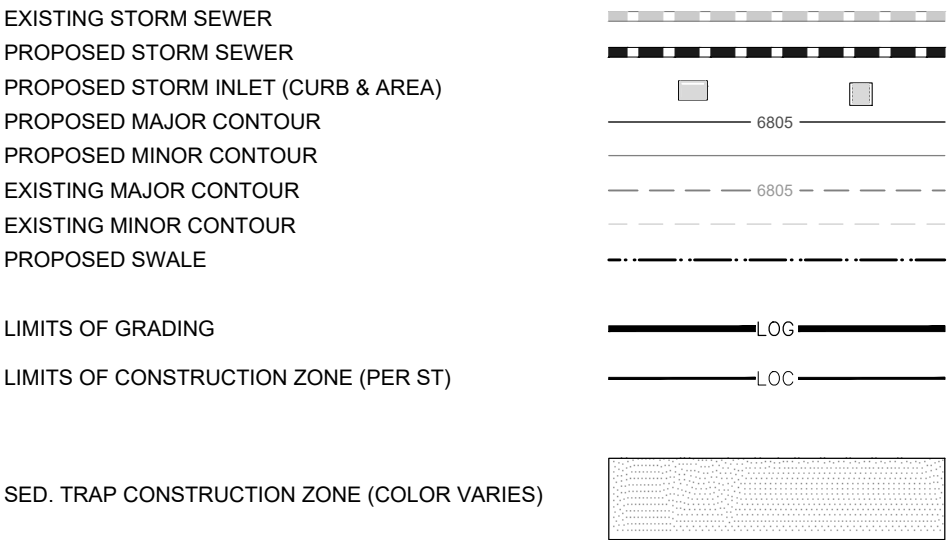 EXISTING STORM SEWER
PROPOSED STORM SEWER
PROPOSED STORM INLET (CURB & AREA)
PROPOSED MAJOR CONTOUR 6805
PROPOSED MINOR CONTOUR
EXISTING MAJOR CONTOUR 6805
EXISTING MINOR CONTOUR
PROPOSED SWALE
LIMITS OF GRADING LOG
LIMITS OF CONSTRUCTION ZONE (PER ST) LOC
SED. TRAP CONSTRUCTION ZONE (COLOR VARIES)